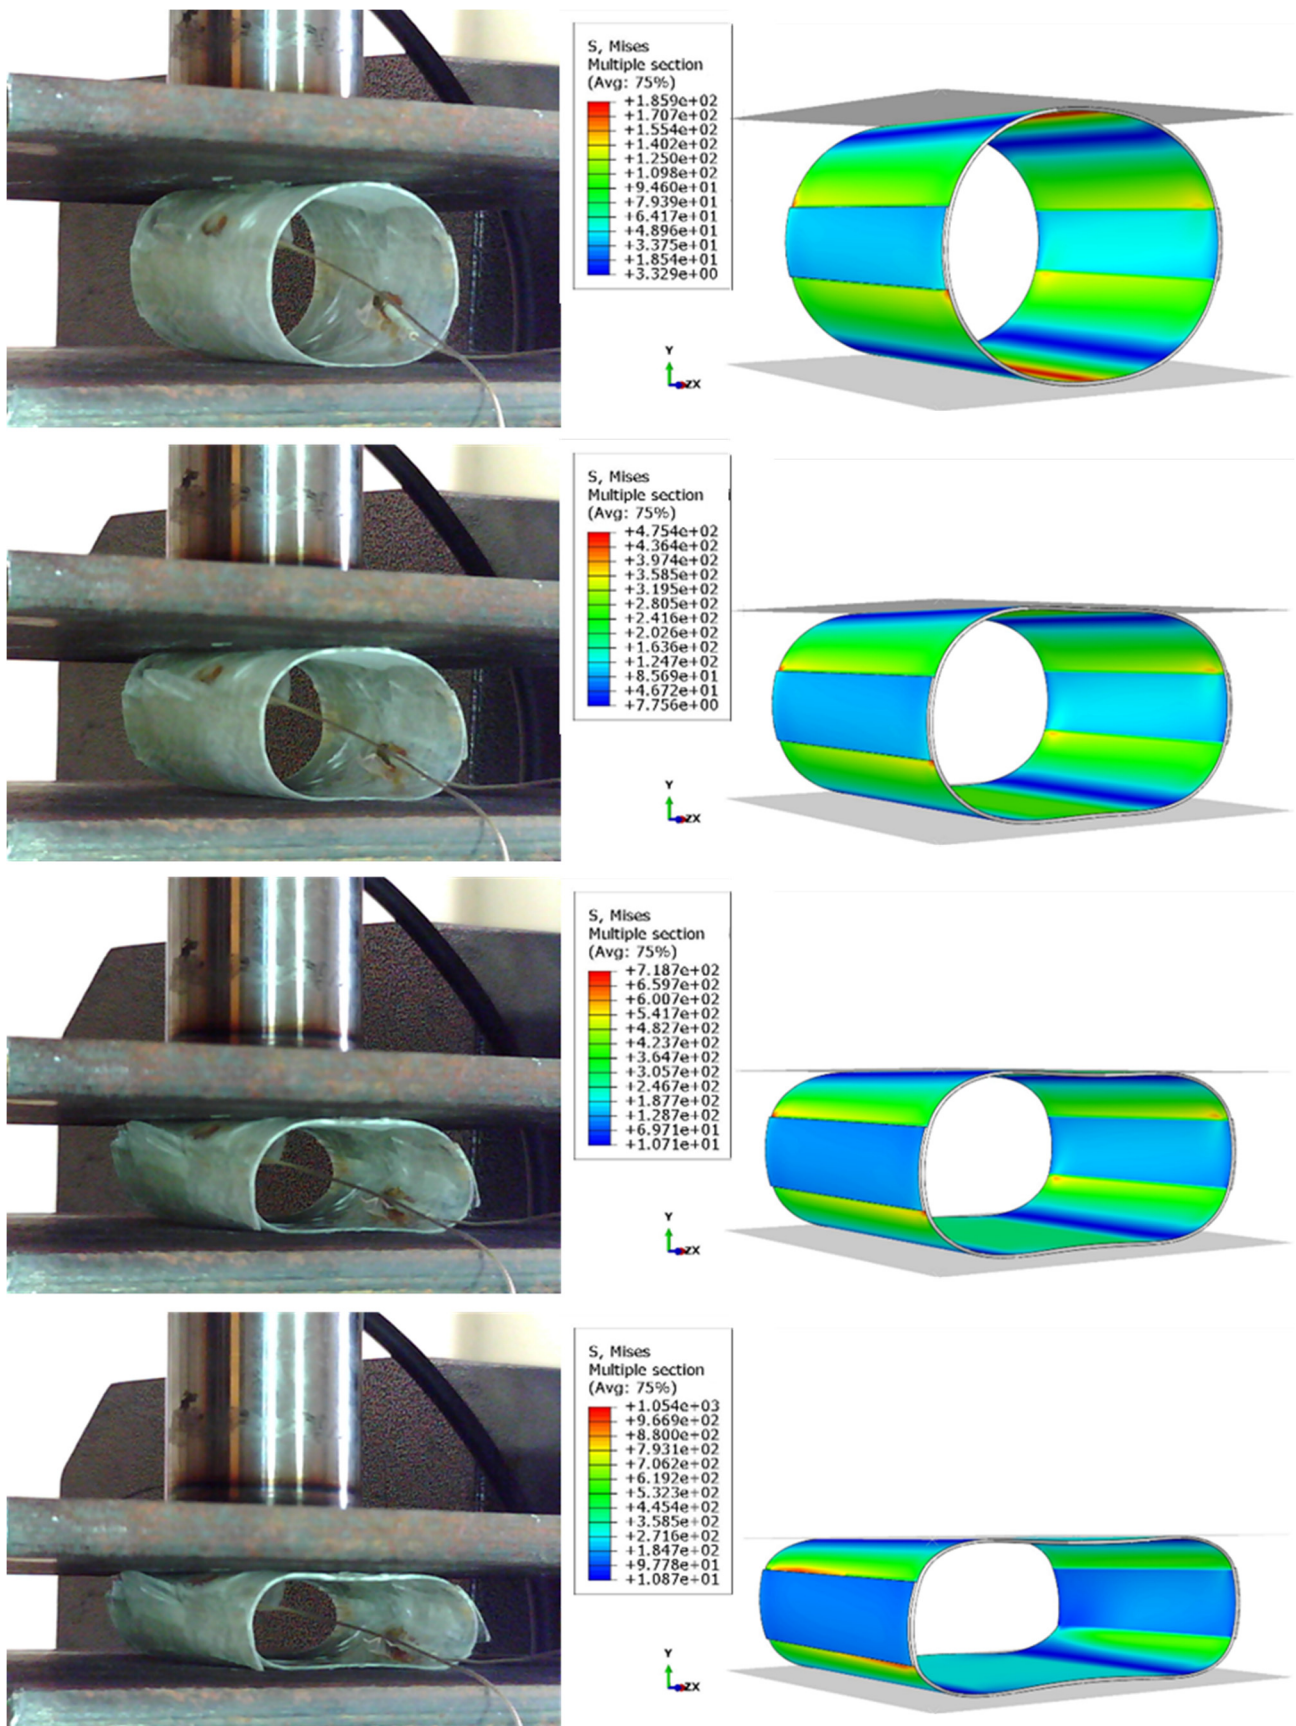 S, Mises
Multiple section
(Avg: 75%)
+1.859e+02
+1.707e+02
+1.554e+02
+1.402e+02
+1.250e+02
+1.098e+02
+9.460e+01
+7.939e+01
+6.417e+01
+4.896e+01
+3.375e+01
+1.854e+01
+3.329e+00
Y
ZX
S, Mises
Multiple section
(Avg: 75%)
+4.754e+02
+4.364e+02
+3.974e+02
+3.585e+02
+3.195e+02
+2.805e+02
+2.416e+02
+2.026e+02
+1.636e+02
+1.247e+02
+8.569e+01
+4.672e+01
+7.756e+00
Y
ZX
S, Mises
Multiple section
(Avg: 75%)
+7.187e+02
+6.597e+02
+6.007e+02
+5.417e+02
+4.827e+02
+4.237e+02
+3.647e+02
+3.057e+02
+2.467e+02
+1.877e+02
+1.287e+02
+6.971e+01
+1.071e+01
Y
ZX
S, Mises
Multiple section
(Avg: 75%)
+1.054e+03
+9.669e+02
+8.800e+02
+7.931e+02
+7.062e+02
+6.192e+02
+5.323e+02
+4.454e+02
+3.585e+02
+2.716e+02
+1.847e+02
+9.778e+01
+1.087e+01
Y
ZX